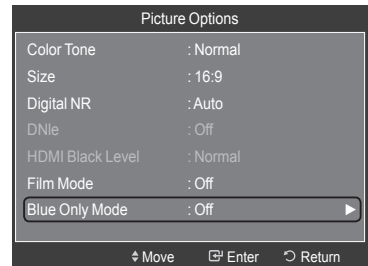 Picture Options
Color Tone : Normal
Size : 16:9
Digital NR : Auto
DNIe : Off
HDMI Black Level : Normal
Film Mode : Off
Blue Only Mode : Off
Move Enter Return